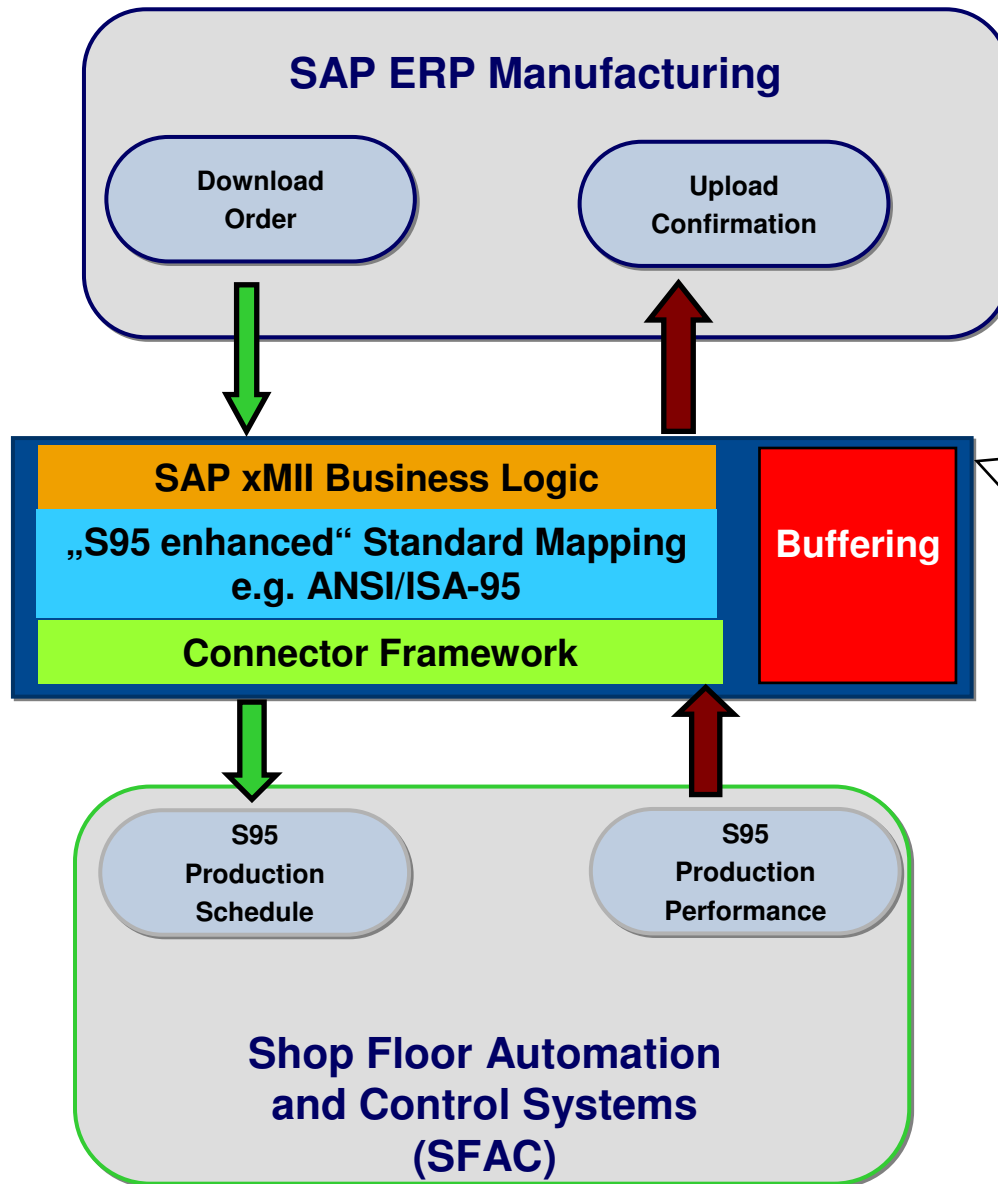 SAP ERP Manufacturing
Download
Order
Upload
Confirmation
SAP xMII Business Logic
„S95 enhanced“ Standard Mapping
e.g. ANSI/ISA-95
Connector Framework
Buffering
S95
Production
Schedule
S95
Production
Performance
Shop Floor Automation
and Control Systems
(SFAC)